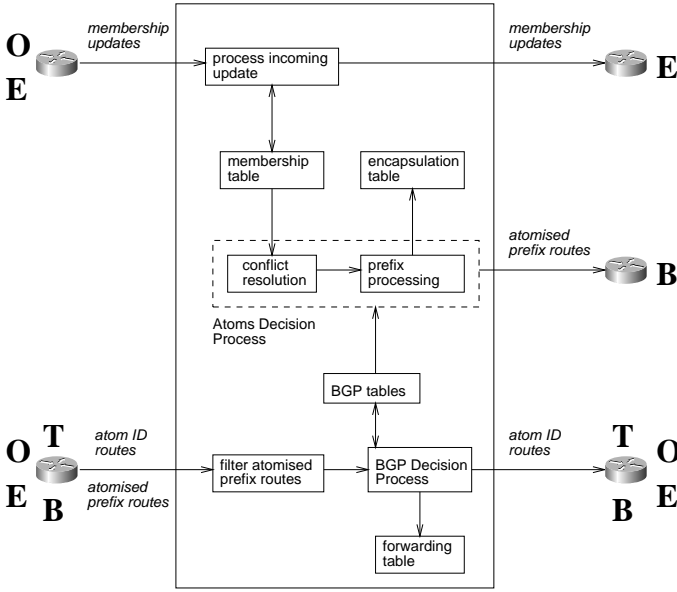 membership
updates
O
E
process incoming
update
membership
updates
E
membership
table
encapsulation
table
conflict
resolution
prefix
processing
atomised
prefix routes
B
Atoms Decision
Process
BGP tables
O
E
T
B
atom ID
routes
atomised
prefix routes
filter atomised
prefix routes
BGP Decision
Process
atom ID
routes
T
B
O
E
forwarding
table